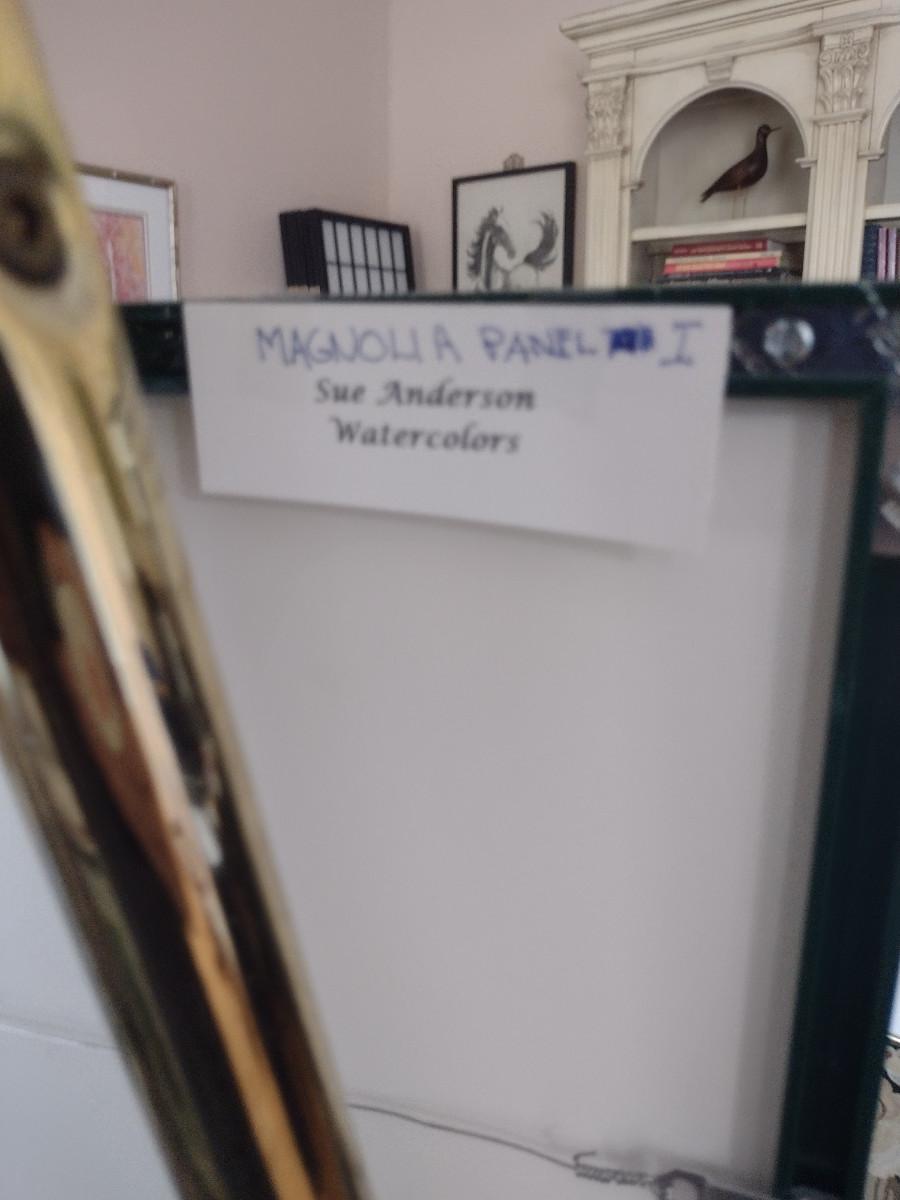 MAGNOLIA PANEL I
Sue Anderson
Watercolors